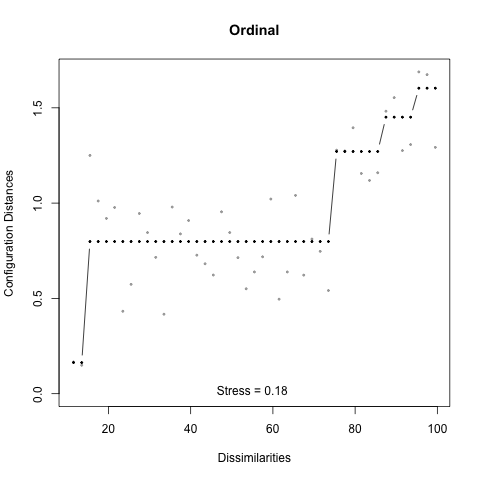 Ordinal
Configuration Distances
1.5
1.0
0.5
0.0
Stress = 0.18
20 40 60 80 100
Dissimilarities